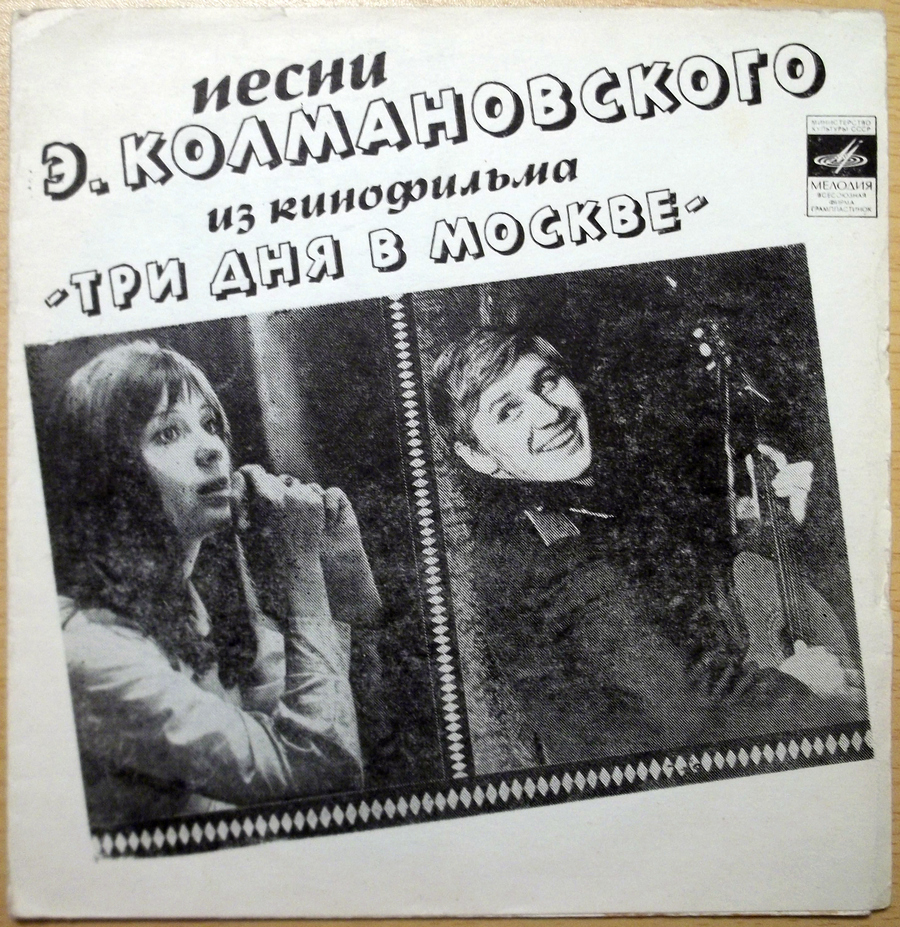 песни
Э. КОЛМАНОВСКОГО
из кинофильма
"ТРИ ДНЯ В МОСКВЕ"
МИНИСТЕРСТВО
КУЛЬТУРЫ СССР
МЕЛОДИЯ
ВСЕСОЮЗНАЯ
ФИРМА
ГРАМПЛАСТИНОК